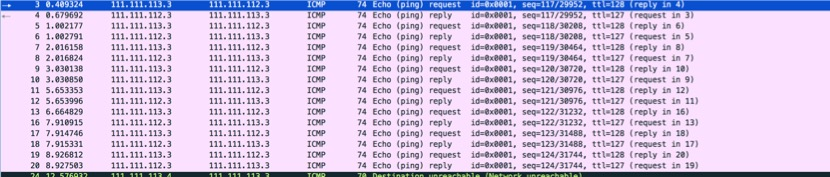 3 0.409324 111.111.113.3 111.111.112.3 ICMP 74 Echo (ping) request id=0x0001, seq=117/29952, ttl=128 (reply in 4)
4 0.679692 111.111.112.3 111.111.113.3 ICMP 74 Echo (ping) reply id=0x0001, seq=117/29952, ttl=127 (request in 3)
5 1.002177 111.111.113.3 111.111.112.3 ICMP 74 Echo (ping) request id=0x0001, seq=118/30208, ttl=128 (reply in 6)
6 1.002791 111.111.112.3 111.111.113.3 ICMP 74 Echo (ping) reply id=0x0001, seq=118/30208, ttl=127 (request in 5)
7 2.016158 111.111.113.3 111.111.112.3 ICMP 74 Echo (ping) request id=0x0001, seq=119/30464, ttl=128 (reply in 8)
8 2.016824 111.111.112.3 111.111.113.3 ICMP 74 Echo (ping) reply id=0x0001, seq=119/30464, ttl=127 (request in 7)
9 3.030138 111.111.113.3 111.111.112.3 ICMP 74 Echo (ping) request id=0x0001, seq=120/30720, ttl=128 (reply in 10)
10 3.030850 111.111.112.3 111.111.113.3 ICMP 74 Echo (ping) reply id=0x0001, seq=120/30720, ttl=127 (request in 9)
11 5.653353 111.111.113.3 111.111.112.3 ICMP 74 Echo (ping) request id=0x0001, seq=121/30976, ttl=128 (reply in 12)
12 5.653996 111.111.112.3 111.111.113.3 ICMP 74 Echo (ping) reply id=0x0001, seq=121/30976, ttl=127 (request in 11)
13 6.664829 111.111.113.3 111.111.112.3 ICMP 74 Echo (ping) request id=0x0001, seq=122/31232, ttl=128 (reply in 16)
16 7.910915 111.111.112.3 111.111.113.3 ICMP 74 Echo (ping) reply id=0x0001, seq=122/31232, ttl=127 (request in 13)
17 7.914746 111.111.113.3 111.111.112.3 ICMP 74 Echo (ping) request id=0x0001, seq=123/31488, ttl=128 (reply in 18)
18 7.915331 111.111.112.3 111.111.113.3 ICMP 74 Echo (ping) reply id=0x0001, seq=123/31488, ttl=127 (request in 17)
19 8.926812 111.111.113.3 111.111.112.3 ICMP 74 Echo (ping) request id=0x0001, seq=124/31744, ttl=128 (reply in 20)
20 8.927503 111.111.112.3 111.111.113.3 ICMP 74 Echo (ping) reply id=0x0001, seq=124/31744, ttl=127 (request in 19)
24 12.576932 111.111.113.4 111.111.113.3 ICMP 70 Destination unreachable (Network unreachable)